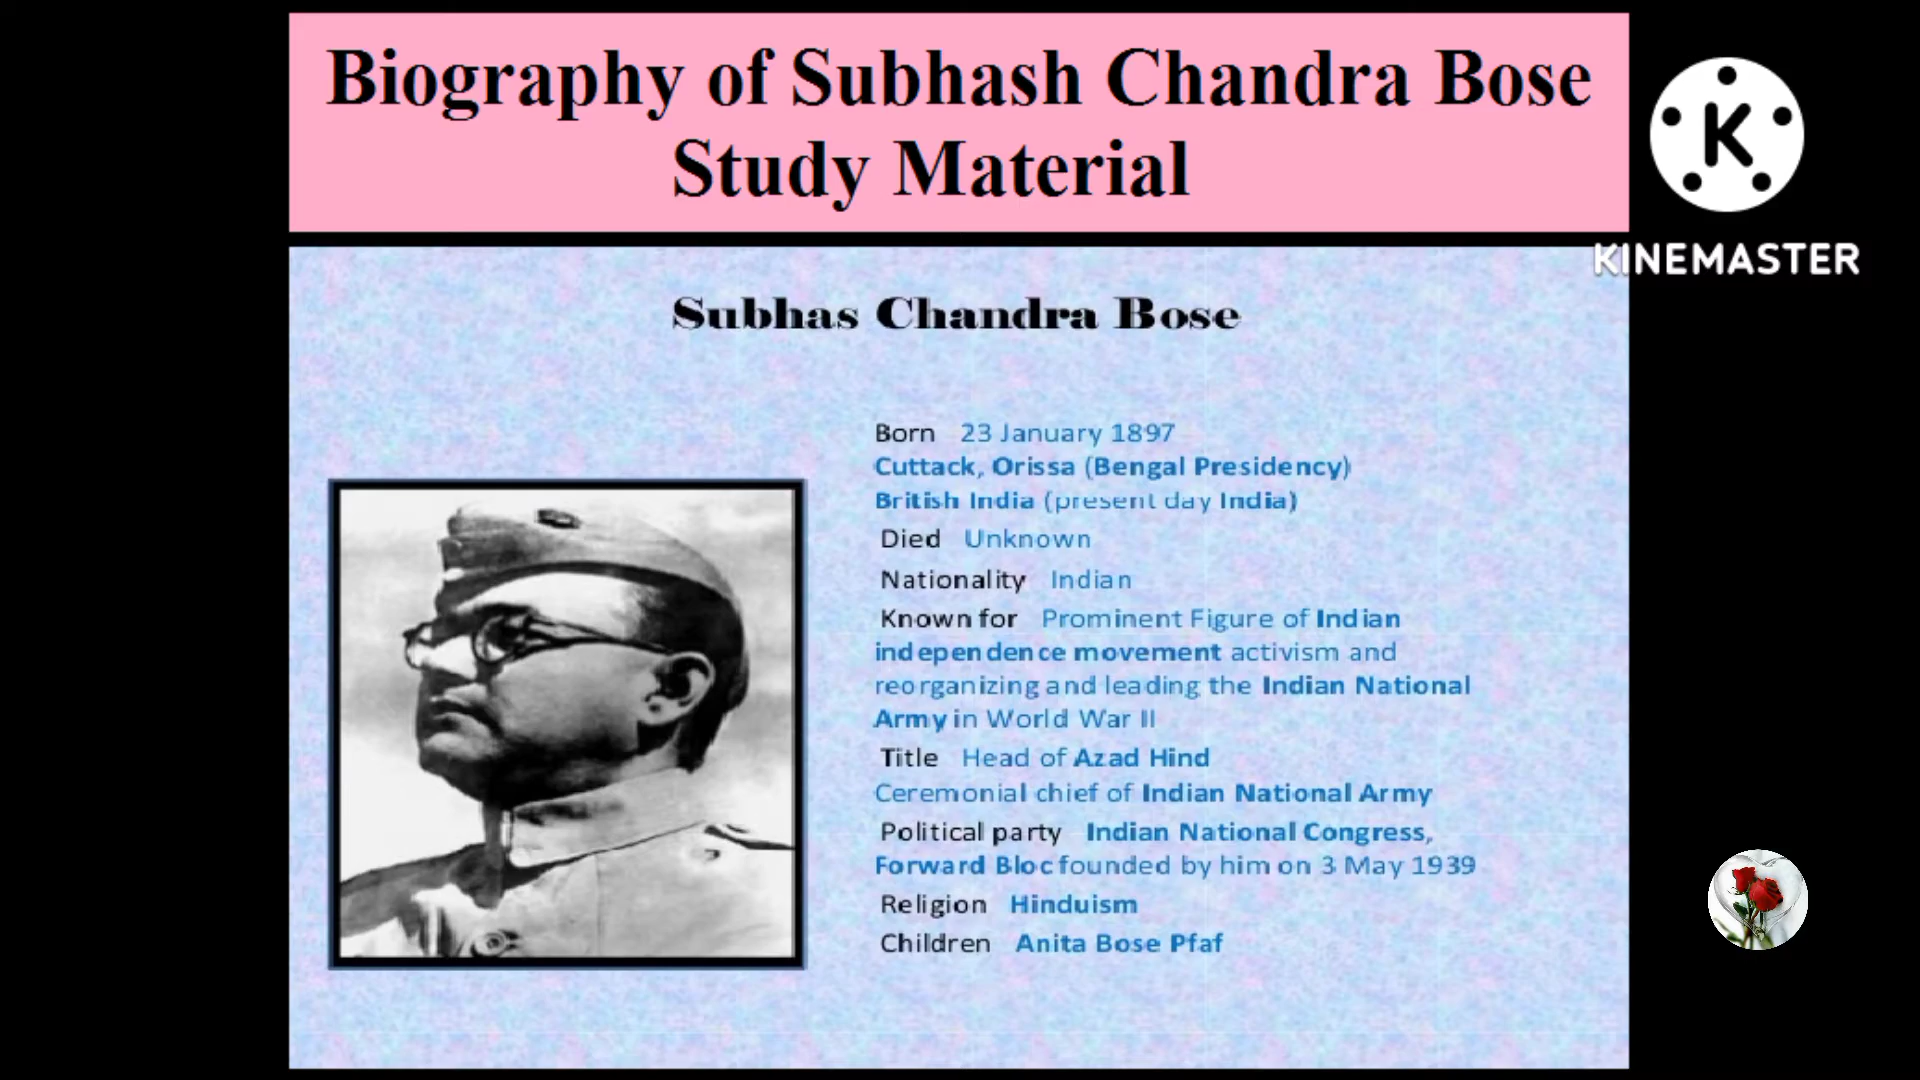 Biography of Subhash Chandra Bose
Study Material
K
KINEMASTER
Subhas Chandra Bose
Born 23 January 1897
Cuttack, Orissa (Bengal Presidency)
British India (present day India)
Died Unknown
Nationality Indian
Known for Prominent Figure of Indian
independence movement activism and
reorganizing and leading the Indian National
Army in World War II
Title Head of Azad Hind
Ceremonial chief of Indian National Army
Political party Indian National Congress,
Forward Bloc founded by him on 3 May 1939
Religion Hinduism
Children Anita Bose Pfaf